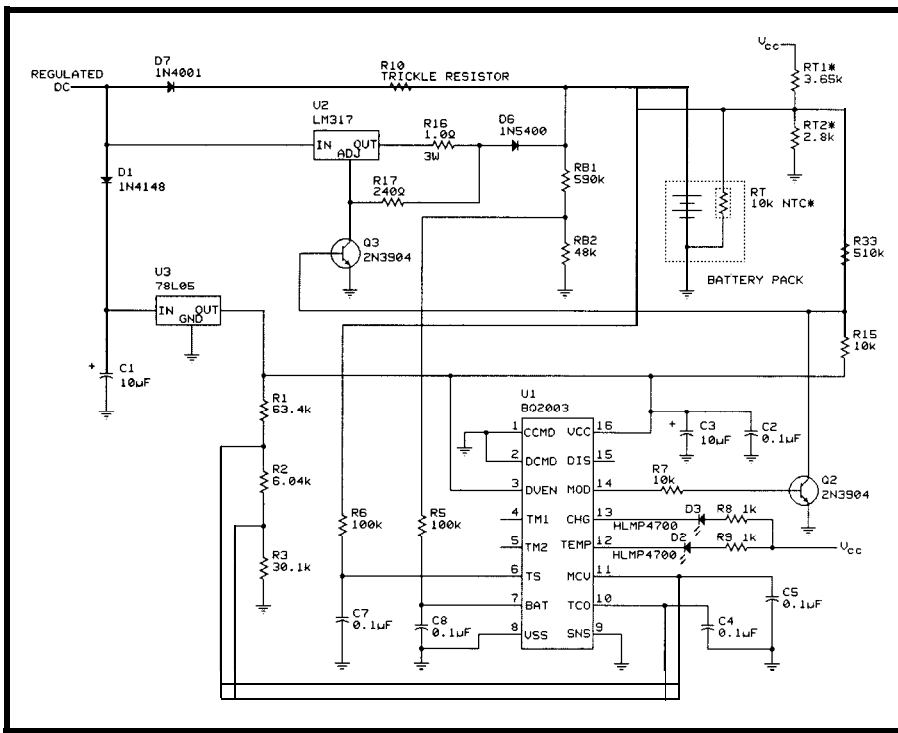 REGULATED
DC
D7
1N4001
R10
TRICKLE RESISTOR
Vcc
RT1*
3.65k
RT2*
2.8k
U2
LM317
IN OUT
ADJ
R16
1.0Ω
3W
D6
1N5400
D1
1N4148
R17
240Ω
RB1
590k
RT
10k NTC*
Q3
2N3904
RB2
48k
R33
510k
BATTERY PACK
U3
78L05
IN OUT
GND
R15
10k
+
C1
10µF
R1
63.4k
U1
BQ2003
1 CCMD VCC 16
2 DCMD DIS 15
3 DVEN MOD 14
4 TM1 CHG 13
5 TM2 TEMP 12
6 TS MCV 11
7 BAT TCO 10
8 VSS SNS 9
+
C3
10µF
C2
0.1µF
R2
6.04k
R7
10k
Q2
2N3904
R6
100k
R5
100k
D3
R8 1k
HLMP4700
D2
R9 1k
HLMP4700
Vcc
R3
30.1k
C7
0.1µF
C8
0.1µF
C4
0.1µF
C5
0.1µF